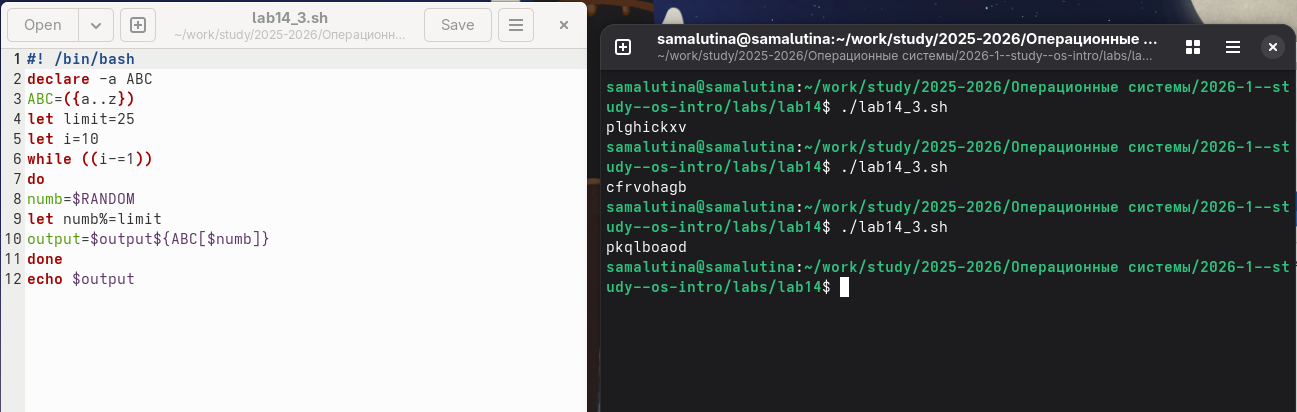 Open
lab14_3.sh
~/work/study/2025-2026/Операционн...
Save
1 #! /bin/bash
2 declare -a ABC
3 ABC=({a..z})
4 let limit=25
5 let i=10
6 while ((i-=1))
7 do
8 numb=$RANDOM
9 let numb%=limit
10 output=$output${ABC[$numb]}
11 done
12 echo $output
samalutina@samalutina:~/work/study/2025-2026/Операционные ...
~/work/study/2025-2026/Операционные системы/2026-1--study--os-intro/labs/la...
samalutina@samalutina:~/work/study/2025-2026/Операционные системы/2026-1--st
udy--os-intro/labs/lab14$ ./lab14_3.sh
plghickxv
samalutina@samalutina:~/work/study/2025-2026/Операционные системы/2026-1--st
udy--os-intro/labs/lab14$ ./lab14_3.sh
cfrvohagb
samalutina@samalutina:~/work/study/2025-2026/Операционные системы/2026-1--st
udy--os-intro/labs/lab14$ ./lab14_3.sh
pkqlboaod
samalutina@samalutina:~/work/study/2025-2026/Операционные системы/2026-1--st
udy--os-intro/labs/lab14$